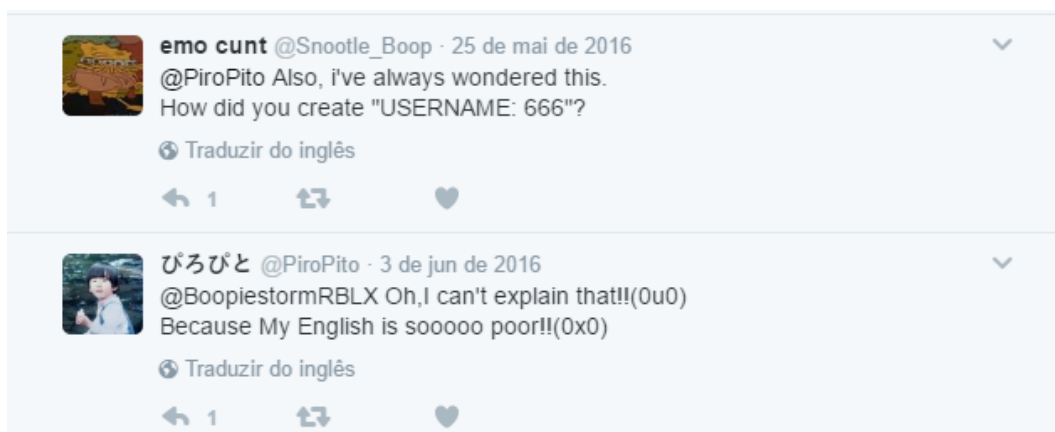 emo cunt @Snootle_Boop · 25 de mai de 2016
@PiroPito Also, i've always wondered this.
How did you create "USERNAME: 666"?
Traduzir do inglês
1
ぴろぴと @PiroPito · 3 de jun de 2016
@BoopiestormRBLX Oh,I can't explain that!!(0u0)
Because My English is sooooo poor!!(0x0)
Traduzir do inglês
1